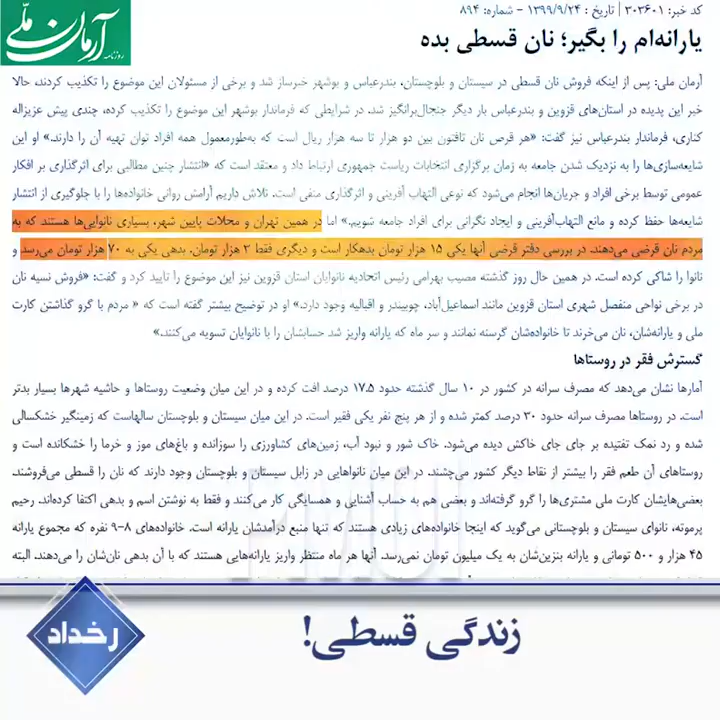 روزنامه آرمان ملی
کد خبر: ۳۰۳۶۰۱ | تاریخ : ۱۳۹۹/۹/۲۴ - شماره: ۸۹۴
یارانه‌ام را بگیر؛ نان قسطی بده
آرمان ملی: پس از اینکه فروش نان قسطی در سیستان و بلوچستان، بندرعباس و بوشهر خبرساز شد و برخی از مسئولان این موضوع را تکذیب کردند، حالا
خبر این پدیده در استان‌های قزوین و بندرعباس بار دیگر جنجال‌برانگیز شد. در شرایطی که فرماندار بوشهر این موضوع را تکذیب کرده، چندی پیش عزیزاله
کناری، فرماندار بندرعباس نیز گفت: «هر قرص نان تافتون بین دو هزار تا سه هزار ریال است که به‌طورمعمول همه افراد توان تهیه آن را دارند.» او این
شایعه‌سازی‌ها را به نزدیک شدن جامعه به زمان برگزاری انتخابات ریاست جمهوری ارتباط داد و معتقد است که «انتشار چنین مطالبی برای اثرگذاری بر افکار
عمومی توسط برخی افراد و جریان‌ها انجام می‌شود که نوعی التهاب آفرینی و اثرگذاری منفی است. تلاش داریم آرامش روانی خانواده‌ها را با جلوگیری از انتشار
شایعه‌ها حفظ کرده و مانع التهاب‌آفرینی و ایجاد نگرانی برای افراد جامعه شویم.» اما در همین تهران و محلات پایین شهر، بسیاری نانوایی‌ها هستند که به
مردم نان قرضی می‌دهند. در بررسی دفتر قرضی آنها یکی ۱۵ هزار تومان بدهکار است و دیگری فقط ۳ هزار تومان. بدهی یکی به ۷۰ هزار تومان می‌رسد و
نانوا را شاکی کرده است. در همین حال روز گذشته مصیب بهرامی رئیس اتحادیه نانوایان استان قزوین نیز این موضوع را تایید کرد و گفت: «فروش نسیه نان
در برخی نواحی منفصل شهری استان قزوین مانند اسماعیل‌آباد، چوبیندر و اقبالیه وجود دارد.» او در توضیح بیشتر گفته است که « مردم با گرو گذاشتن کارت
ملی و یارانه‌شان، نان می‌خرند تا خانواده‌شان گرسنه نمانند و سر ماه که یارانه واریز شد حسابشان را با نانوایان تسویه می‌کنند.»
گسترش فقر در روستاها
آمارها نشان می‌دهد که مصرف سرانه در کشور در ۱۰ سال گذشته حدود ۱۷.۵ درصد افت کرده و در این میان وضعیت روستاها و حاشیه شهرها بسیار بدتر
است. در روستاها مصرف سرانه حدود ۳۰ درصد کمتر شده و از هر پنج نفر یکی فقیر است. در این میان سیستان و بلوچستان سالهاست که زمینگیر خشکسالی
شده و رد نمک تفتیده بر جای جای خاکش دیده می‌شود. خاک شور و نبود آب، زمین‌های کشاورزی را سوزانده و باغ‌های موز و خرما را خشکانده است و
روستاهای آن طعم فقر را بیشتر از نقاط دیگر کشور می‌چشند. در این میان نانواهایی در زابل سیستان و بلوچستان وجود دارند که نان را قسطی می‌فروشند.
بعضی‌هایشان کارت ملی مشتری‌ها را گرو گرفته‌اند و بعضی هم به حساب آشنایی و همسایگی کار می‌کنند و فقط به نوشتن اسم و بدهی اکتفا کرده‌اند. رحیم
پرمونه، نانوای سیستان و بلوچستانی می‌گوید که اینجا خانواده‌های زیادی هستند که تنها منبع درآمدشان یارانه است. خانواده‌های ۸-۹ نفره که مجموع یارانه
۴۵ هزار و ۵۰۰ تومانی و یارانه بنزین‌شان به یک میلیون تومان نمی‌رسد. آنها هر ماه منتظر واریز یارانه‌هایی هستند که با آن بدهی نان‌شان را می‌دهند. البته
PMOI
زندگی قسطی!
رخداد